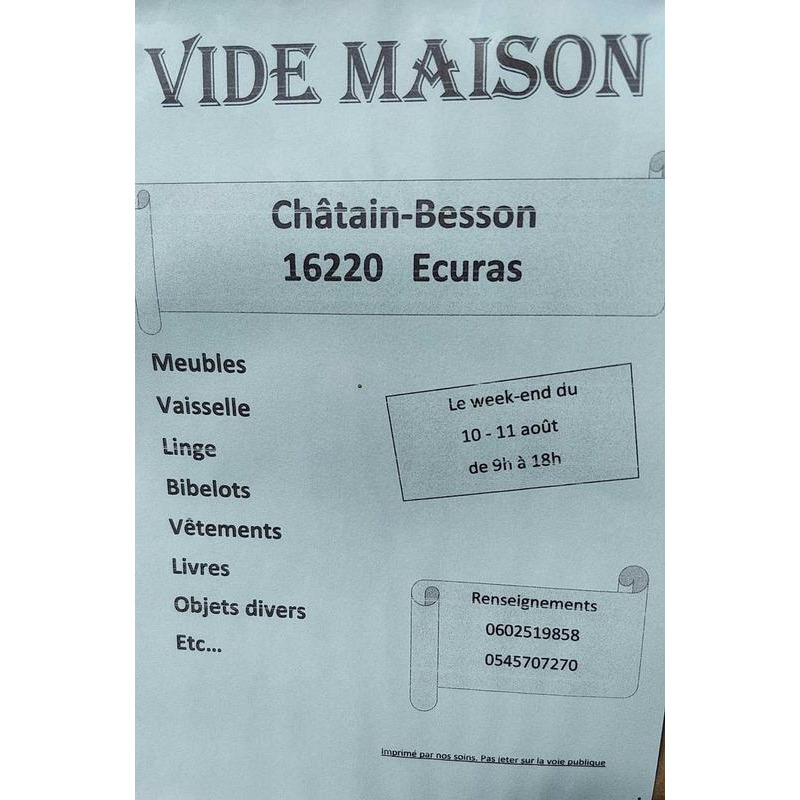 VIDE MAISON
Châtain-Besson
16220 Ecuras
Meubles
Vaisselle
Linge
Bibelots
Vêtements
Livres
Objets divers
Etc...
Le week-end du
10 - 11 août
de 9h à 18h
Renseignements
0602519858
0545707270
Imprimé par nos soins. Pas jeter sur la voie publique